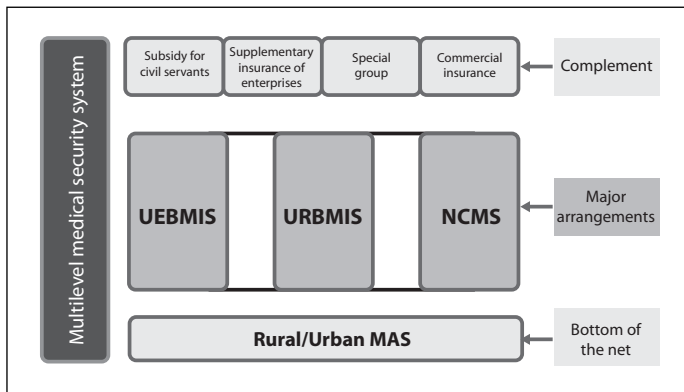 Multilevel medical security system
Subsidy for
civil servants
Supplementary
insurance of
enterprises
Special
group
Commercial
insurance
Complement
UEBMIS
URBMIS
NCMS
Major
arrangements
Rural/Urban MAS
Bottom of
the net